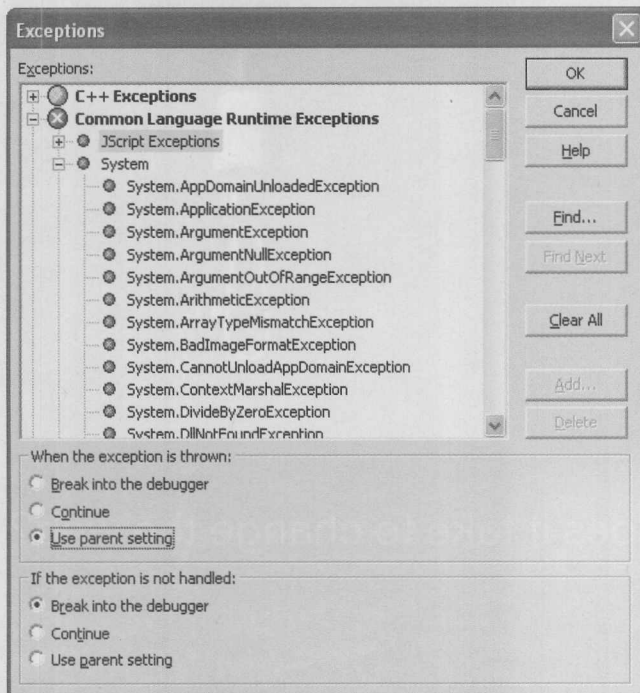 Exceptions
Exceptions:
C++ Exceptions
Common Language Runtime Exceptions
JScript Exceptions
System
System.AppDomainUnloadedException
System.ApplicationException
System.ArgumentException
System.ArgumentNullException
System.ArgumentOutOfRangeException
System.ArithmeticException
System.ArrayTypeMismatchException
System.BadImageFormatException
System.CannotUnloadAppDomainException
System.ContextMarshalException
System.DivideByZeroException
System.DllNotFoundException
OK
Cancel
Help
Find...
Find Next
Clear All
Add...
Delete
When the exception is thrown:
Break into the debugger
Continue
Use parent setting
If the exception is not handled:
Break into the debugger
Continue
Use parent setting